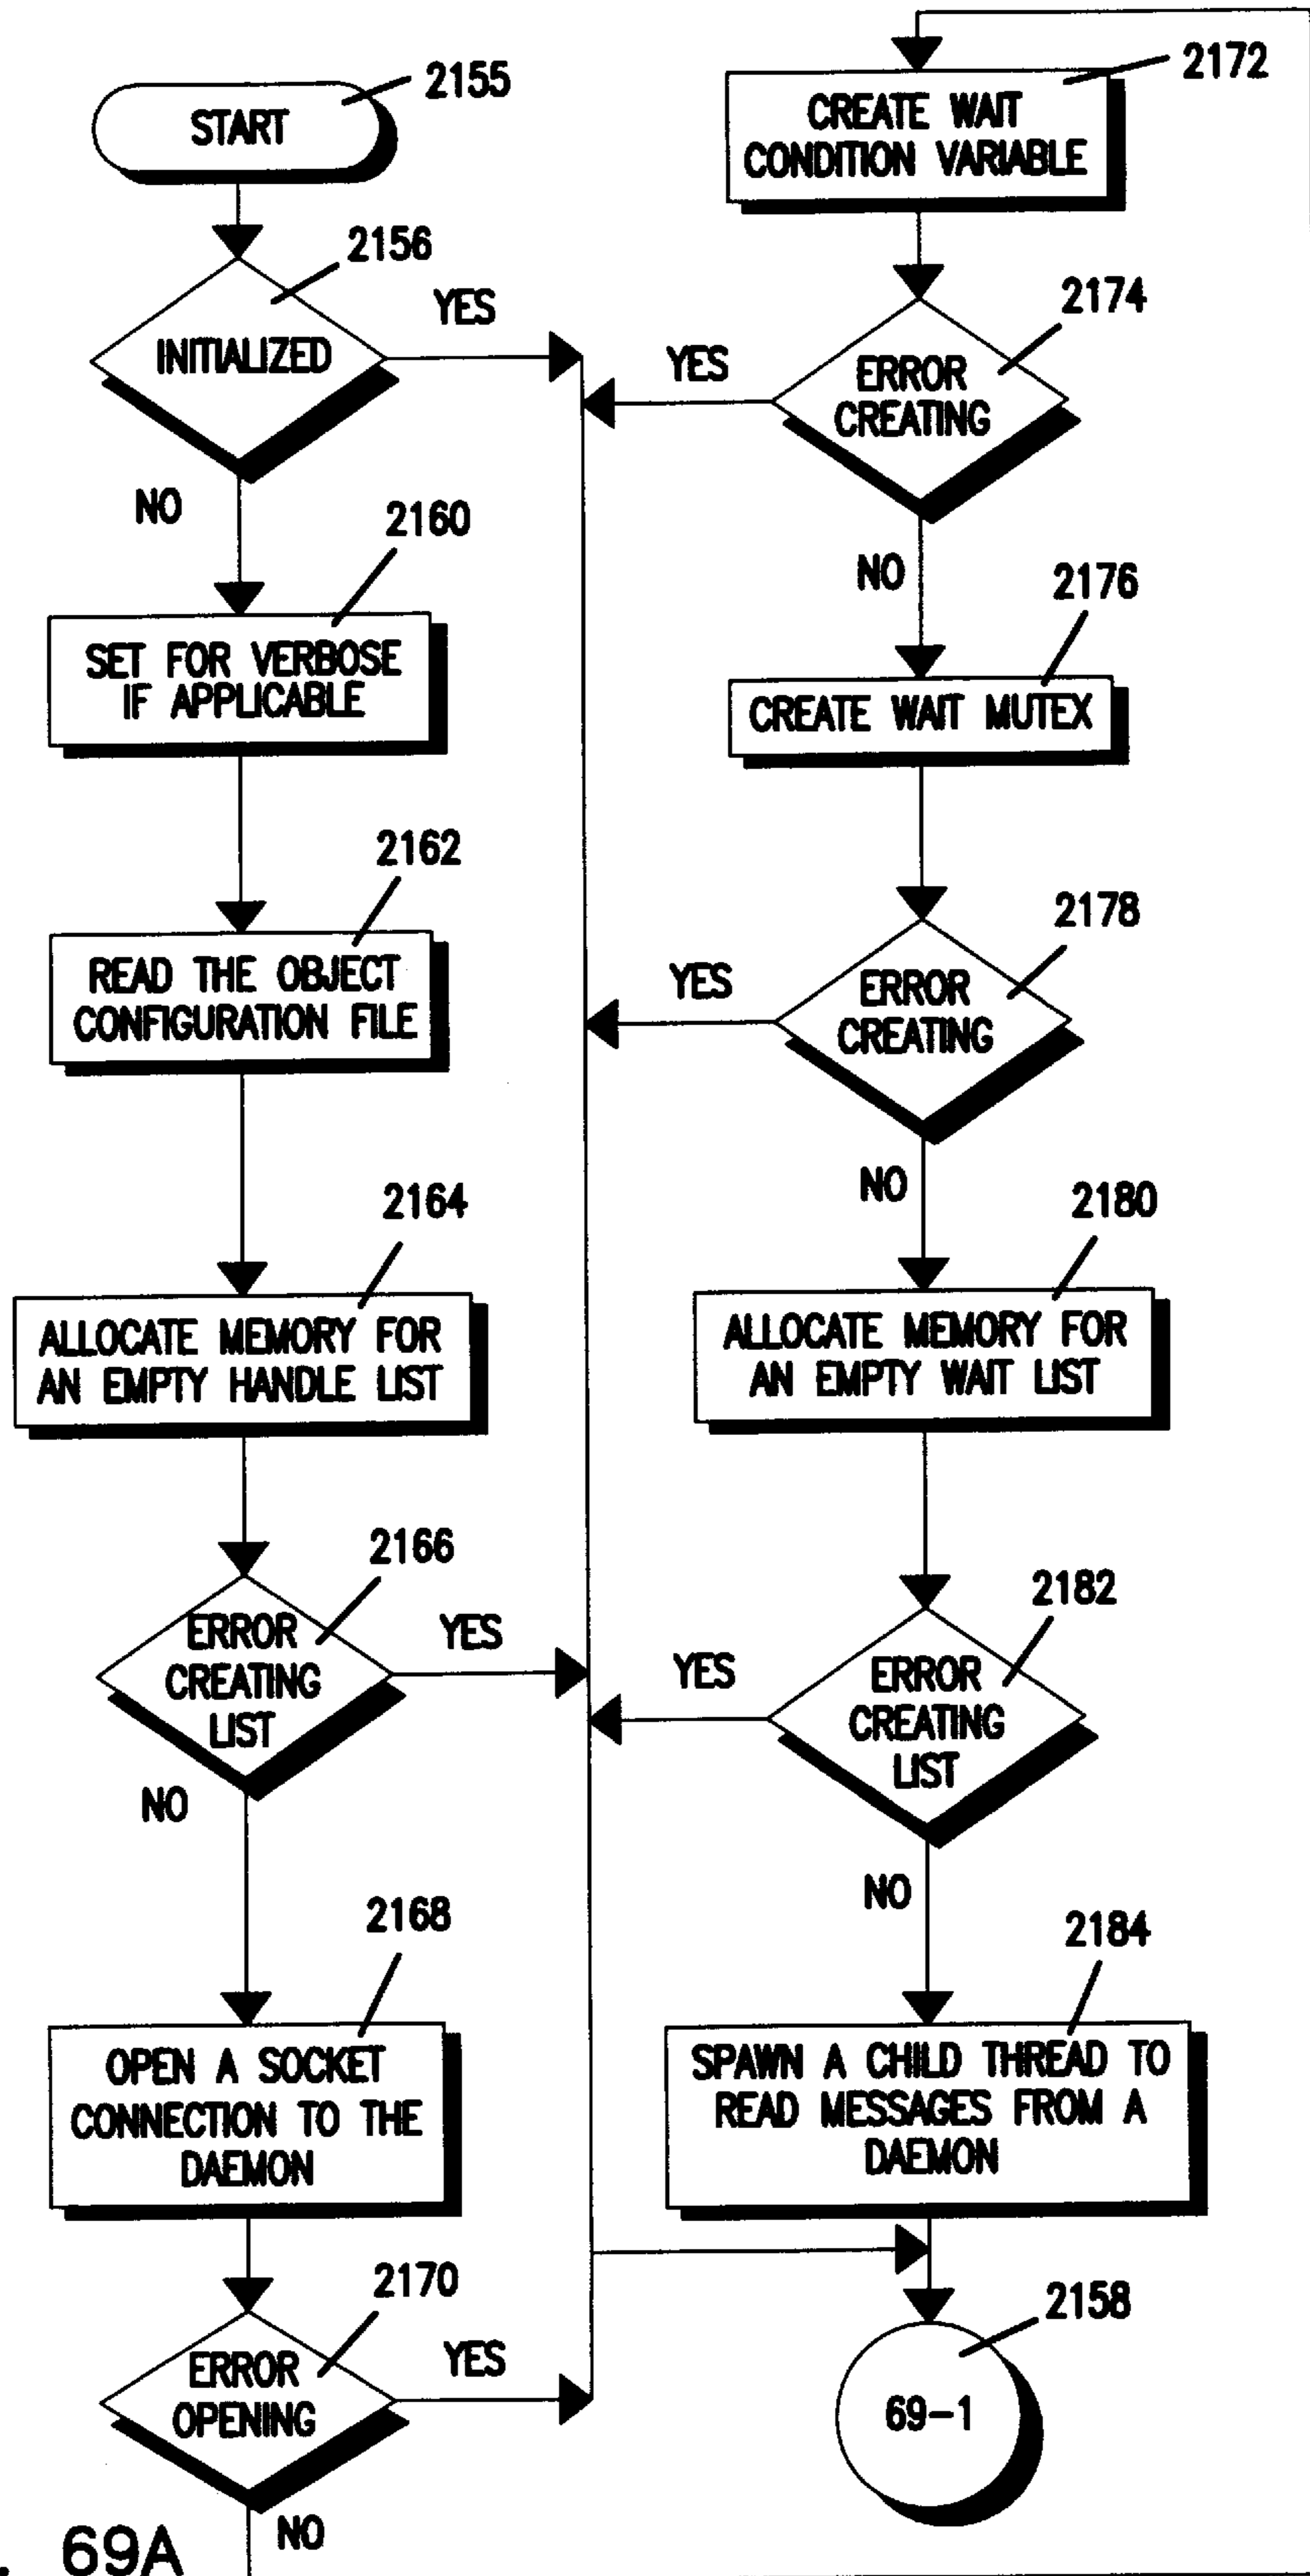 2155
START
2156
INITIALIZED
YES
NO
2160
SET FOR VERBOSE
IF APPLICABLE
2162
READ THE OBJECT
CONFIGURATION FILE
2164
ALLOCATE MEMORY FOR
AN EMPTY HANDLE LIST
2166
ERROR
CREATING
LIST
YES
NO
2168
OPEN A SOCKET
CONNECTION TO THE
DAEMON
2170
ERROR
OPENING
YES
NO
2172
CREATE WAIT
CONDITION VARIABLE
2174
ERROR
CREATING
YES
NO
2176
CREATE WAIT MUTEX
2178
ERROR
CREATING
YES
NO
2180
ALLOCATE MEMORY FOR
AN EMPTY WAIT LIST
2182
ERROR
CREATING
LIST
YES
NO
2184
SPAWN A CHILD THREAD TO
READ MESSAGES FROM A
DAEMON
2158
69-1
. 69A